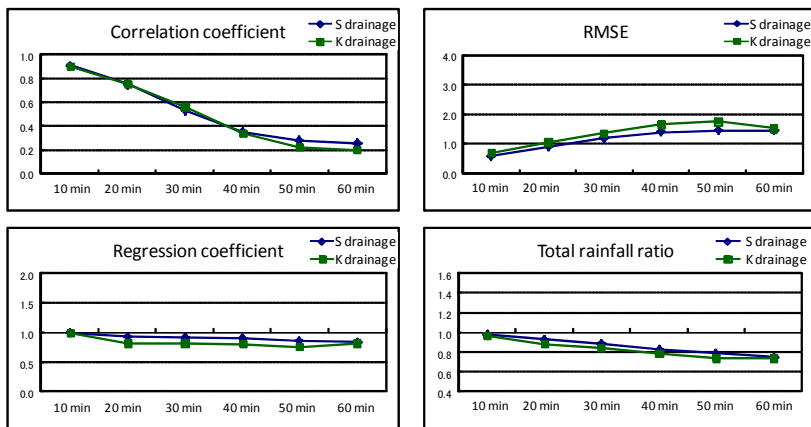 Correlation coefficient
S drainage
K drainage
1.0
0.8
0.6
0.4
0.2
0.0
10 min 20 min 30 min 40 min 50 min 60 min
RMSE
S drainage
K drainage
4.0
3.0
2.0
1.0
0.0
10 min 20 min 30 min 40 min 50 min 60 min
Regression coefficient
S drainage
K drainage
2.0
1.5
1.0
0.5
0.0
10 min 20 min 30 min 40 min 50 min 60 min
Total rainfall ratio
S drainage
K drainage
1.6
1.4
1.2
1.0
0.8
0.6
0.4
10 min 20 min 30 min 40 min 50 min 60 min